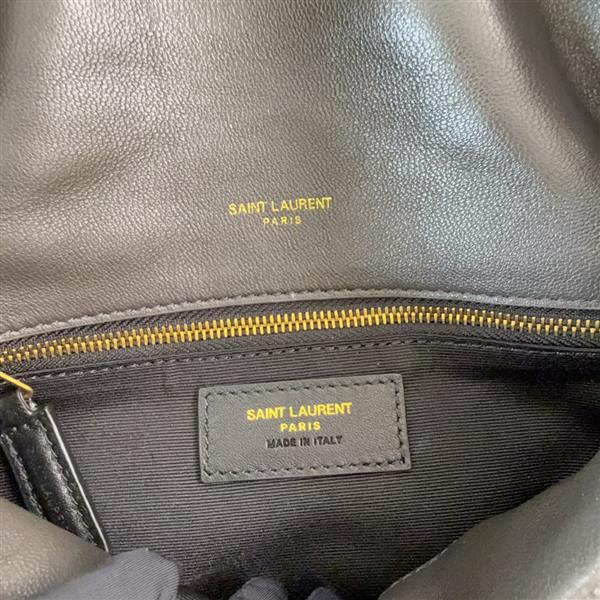 SAINT LAURENT
PARIS
SAINT LAURENT
PARIS
MADE IN ITALY